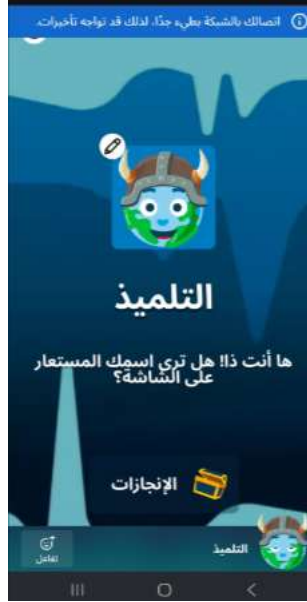 اتصالك بالشبكة بطيء جدًا، لذلك قد تواجه تأخيرات.
التلميذ
ها أنت ذا! هل ترى اسمك المستعار
على الشاشة؟
الإنجازات
التلميذ
تفاعل